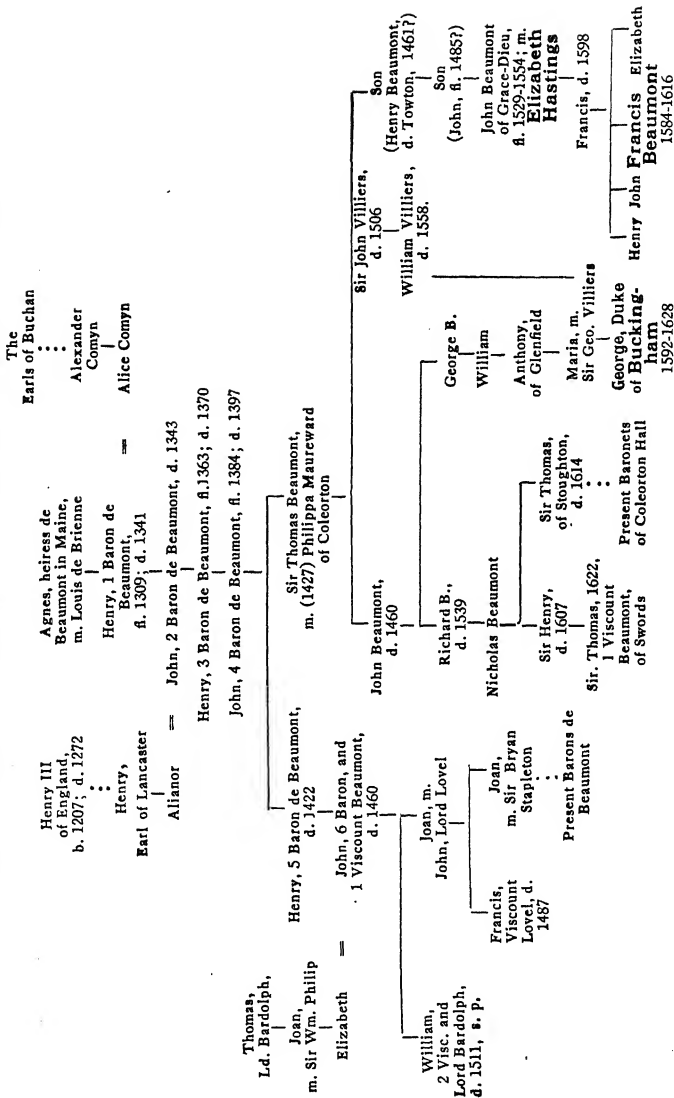 The
Earls of Buchan
Alexander
Comyn
Alice Comyn
Agnes, heiress de
Beaumont in Maine,
m. Louis de Brienne
Henry, 1 Baron de
Beaumont,
fl. 1309; d. 1341
=
Henry III
of England,
b. 1207; d. 1272
Henry,
Earl of Lancaster
Alianor
=
John, 2 Baron de Beaumont, d. 1343
Henry, 3 Baron de Beaumont, fl. 1363; d. 1370
John, 4 Baron de Beaumont, fl. 1384; d. 1397
Thomas,
Ld. Bardolph,
Joan,
m. Sir Wm. Philip
Elizabeth
=
Henry, 5 Baron de Beaumont,
d. 1422
John, 6 Baron, and
1 Viscount Beaumont,
d. 1460
William,
2 Visc. and
Lord Bardolph,
d. 1511, s. p.
Joan, m.
John, Lord Lovel
Francis,
Viscount
Lovel, d.
1487
Joan,
m. Sir Bryan
Stapleton
Present Barons de
Beaumont
Sir Thomas Beaumont,
m. (1427) Philippa Maureward
of Coleorton
John Beaumont,
d. 1460
Richard B.,
d. 1539
Nicholas Beaumont
Sir Henry,
d. 1607
Sir. Thomas, 1622,
1 Viscount
Beaumont,
of Swords
Sir Thomas,
of Stoughton,
d. 1614
Present Baronets
of Coleorton Hall
George B.
William
Anthony,
of Glenfield
Maria, m.
Sir Geo. Villiers
George, Duke
of Bucking-
ham
1592-1628
Sir John Villiers,
d. 1506
William Villiers,
d. 1558.
Son
(Henry Beaumont,
d. Towton, 1461?)
Son
(John, fl. 1485?)
John Beaumont
of Grace-Dieu,
fl. 1529-1554; m.
Elizabeth
Hastings
Francis, d. 1598
Henry John Francis Elizabeth
Beaumont
1584-1616